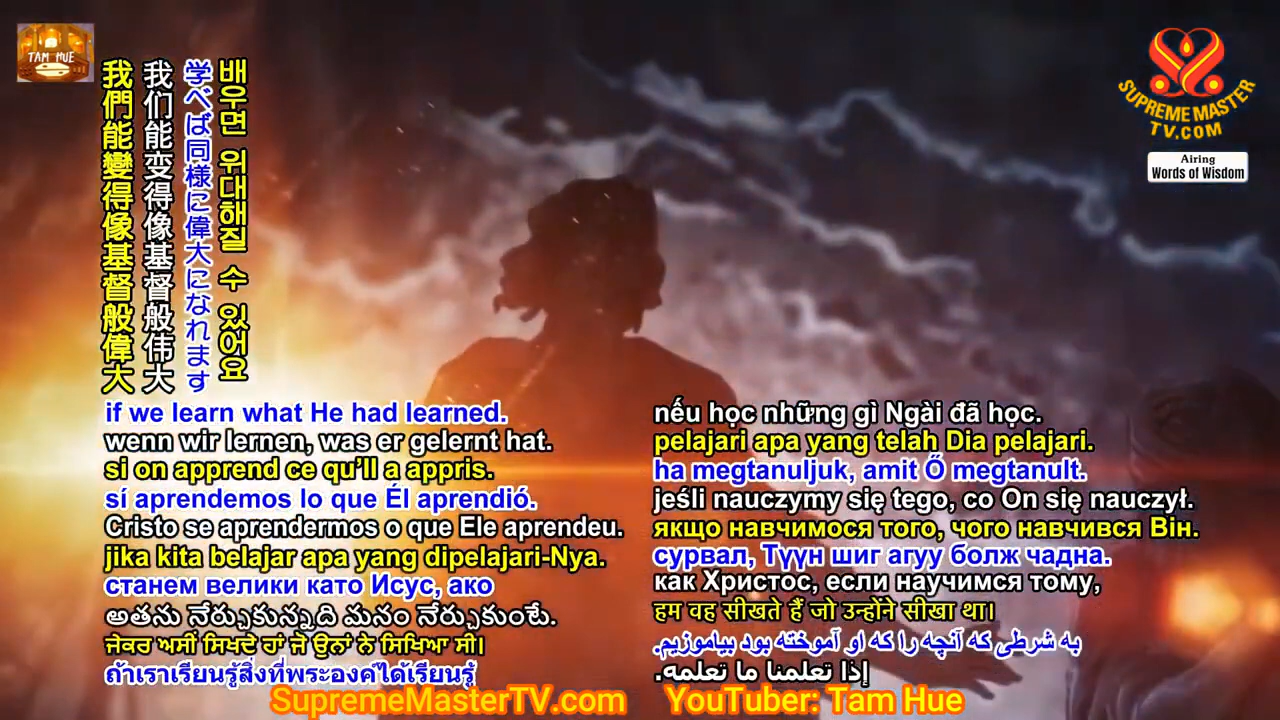 TAM HUE
SUPREME MASTER
TV.COM
Airing
Words of Wisdom
我們能變得像基督般偉大
我们能变得像基督般伟大
学べば同様に偉大になれます
배우면 위대해질 수 있어요
if we learn what He had learned.
wenn wir lernen, was er gelernt hat.
si on apprend ce qu’Il a appris.
sí aprendemos lo que Él aprendió.
Cristo se aprendermos o que Ele aprendeu.
jika kita belajar apa yang dipelajari-Nya.
станем велики като Исус, ако
అతను నేర్చుకున్నది మనం నేర్చుకుంటే.
ਜੇਕਰ ਅਸੀਂ ਸਿਖਦੇ ਹਾਂ ਜੋ ਉਨਾਂ ਨੇ ਸਿਖਿਆ ਸੀ।
ถ้าเราเรียนรู้สิ่งที่พระองค์ได้เรียนรู้
nếu học những gì Ngài đã học.
pelajari apa yang telah Dia pelajari.
ha megtanuljuk, amit Ő megtanult.
jeśli nauczymy się tego, co On się nauczył.
якщо навчимося того, чого навчився Він.
сурвал, Түүн шиг агуу болж чадна.
как Христос, если научимся тому,
हम वह सीखते हैं जो उन्होंने सीखा था।
به شرطی که آنچه را که او آموخته بود بیاموزیم.
إذا تعلمنا ما تعلمه.
SupremeMasterTV.com
YouTuber: Tam Hue